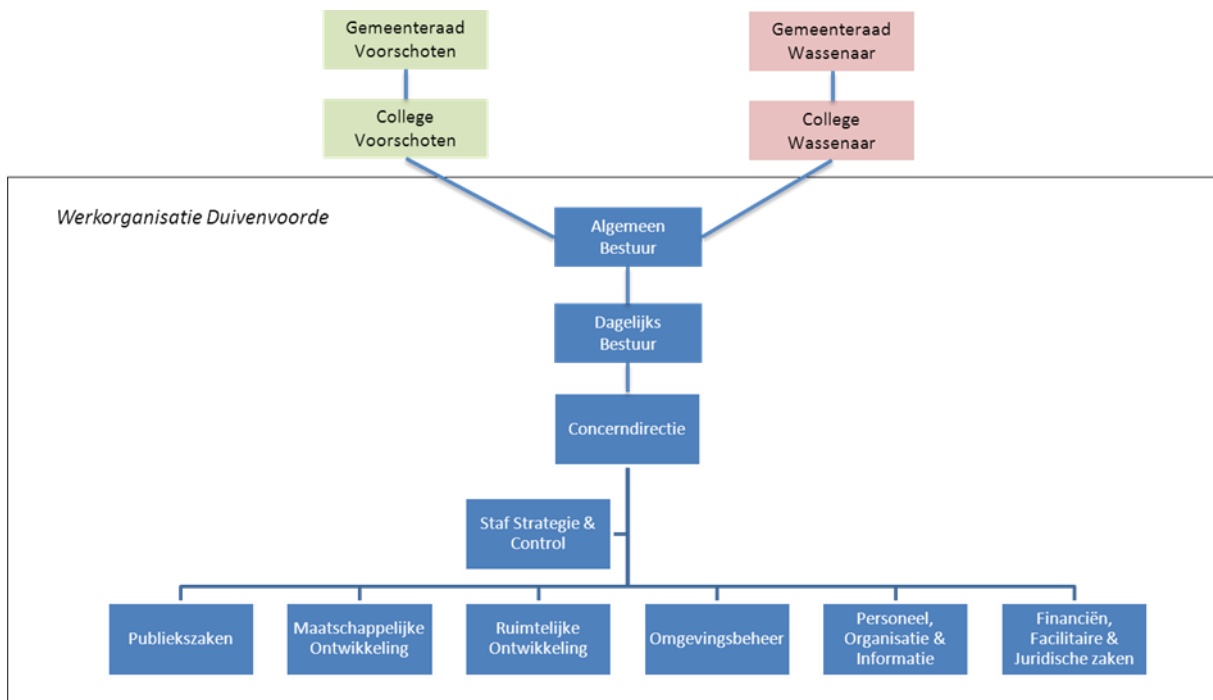 Gemeenteraad
Voorschoten
Gemeenteraad
Wassenaar
College
Voorschoten
College
Wassenaar
Werkorganisatie Duivenvoorde
Algemeen
Bestuur
Dagelijks
Bestuur
Concerndirectie
Staf Strategie &
Control
Publiekszaken
Maatschappelijke
Ontwikkeling
Ruimtelijke
Ontwikkeling
Omgevingsbeheer
Personeel,
Organisatie &
Informatie
Financiën,
Facilitaire &
Juridische zaken